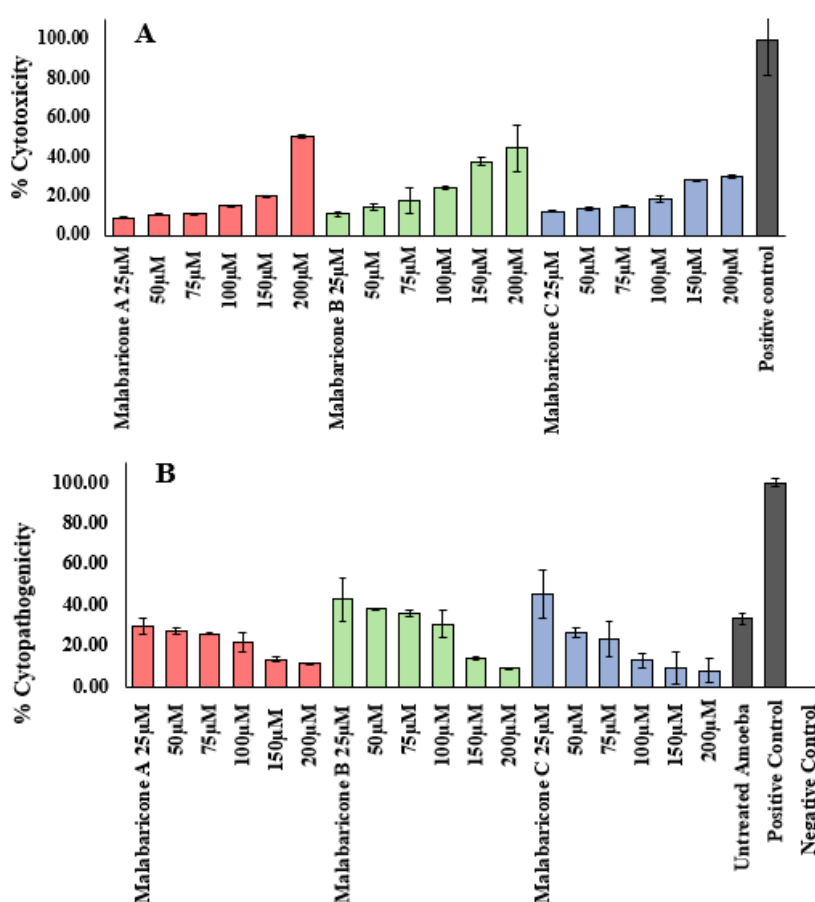 A
% Cytotoxicity
100.00
80.00
60.00
40.00
20.00
0.00
Malabaricone A 25µM
50µM
75µM
100µM
150µM
200µM
Malabaricone B 25µM
50µM
75µM
100µM
150µM
200µM
Malabaricone C 25µM
50µM
75µM
100µM
150µM
200µM
Positive control
B
% Cytopathogenicity
100.00
80.00
60.00
40.00
20.00
0.00
Malabaricone A 25µM
50µM
75µM
100µM
150µM
200µM
Malabaricone B 25µM
50µM
75µM
100µM
150µM
200µM
Malabaricone C 25µM
50µM
75µM
100µM
150µM
200µM
Untreated Amoeba
Positive Control
Negative Control